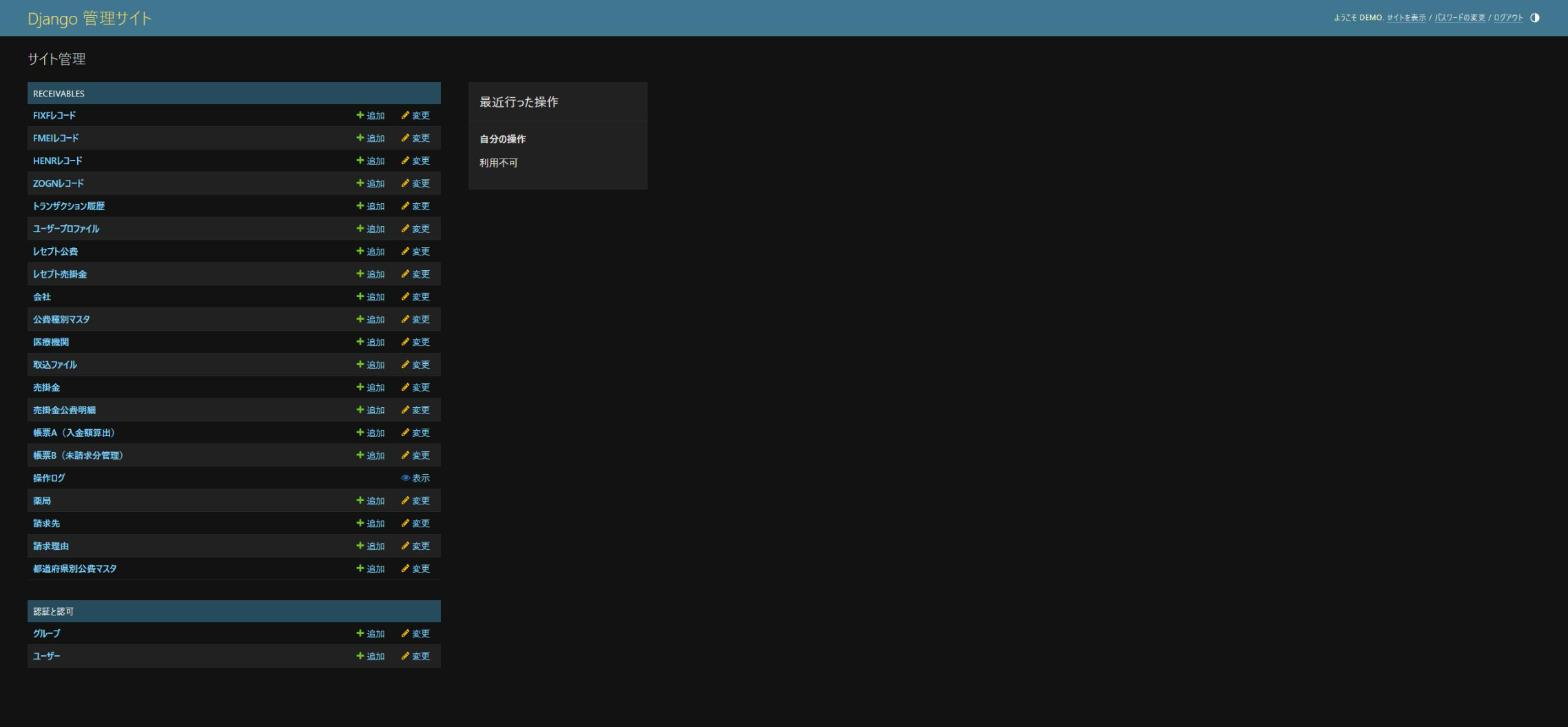 Django 管理サイト
ようこそ DEMO. サイトを表示 / パスワードの変更 / ログアウト
サイト管理
RECEIVABLES
FIXFレコード 追加 変更
FMEIレコード 追加 変更
HENRレコード 追加 変更
ZOGNレコード 追加 変更
トランザクション履歴 追加 変更
ユーザープロファイル 追加 変更
レセプト公費 追加 変更
レセプト売掛金 追加 変更
会社 追加 変更
公費種別マスタ 追加 変更
医療機関 追加 変更
取込ファイル 追加 変更
売掛金 追加 変更
売掛金公費明細 追加 変更
帳票A（入金額算出） 追加 変更
帳票B（未請求分管理） 追加 変更
操作ログ 表示
薬局 追加 変更
請求先 追加 変更
請求理由 追加 変更
都道府県別公費マスタ 追加 変更
認証と認可
グループ 追加 変更
ユーザー 追加 変更
最近行った操作
自分の操作
利用不可